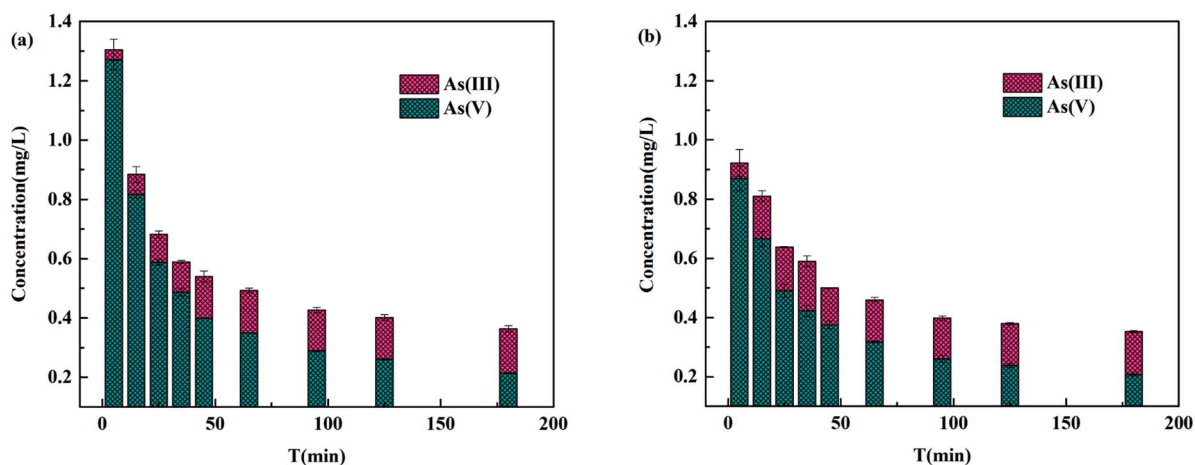 (a)
1.4
1.2
1.0
0.8
0.6
0.4
0.2
Concentration(mg/L)
As(III)
As(V)
0 50 100 150 200
T(min)
(b)
1.4
1.2
1.0
0.8
0.6
0.4
0.2
Concentration(mg/L)
As(III)
As(V)
0 50 100 150 200
T(min)